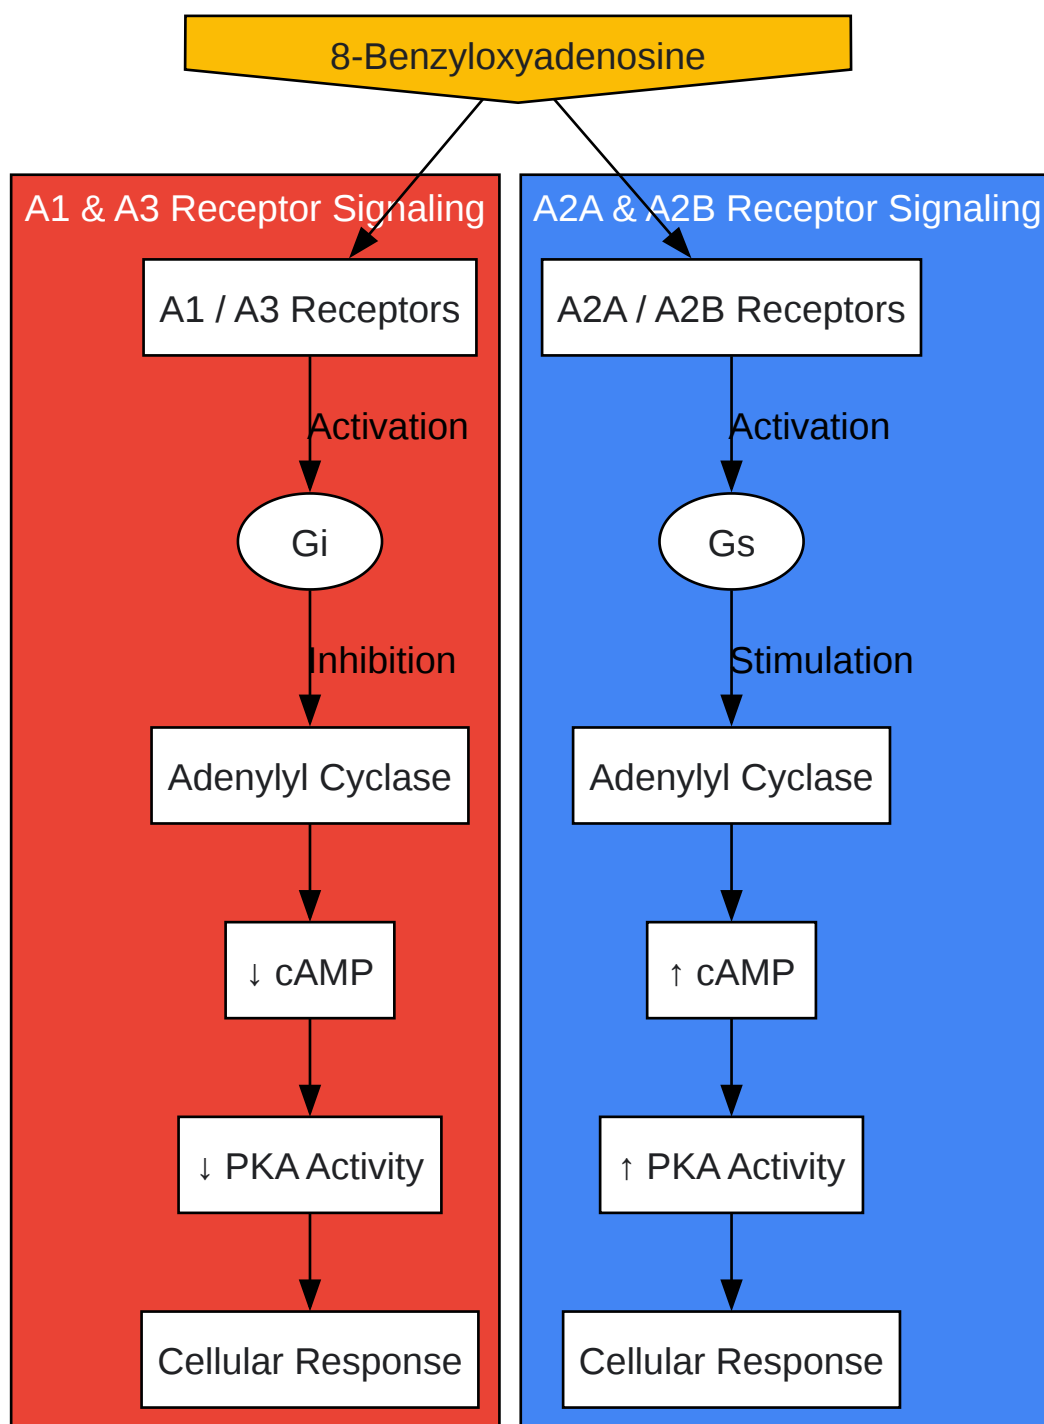 8-Benzyloxyadenosine
A1 & A3 Receptor Signaling
A1 / A3 Receptors
Activation
Gi
Inhibition
Adenylyl Cyclase
↓ cAMP
↓ PKA Activity
Cellular Response
A2A & A2B Receptor Signaling
A2A / A2B Receptors
Activation
Gs
Stimulation
Adenylyl Cyclase
↑ cAMP
↑ PKA Activity
Cellular Response